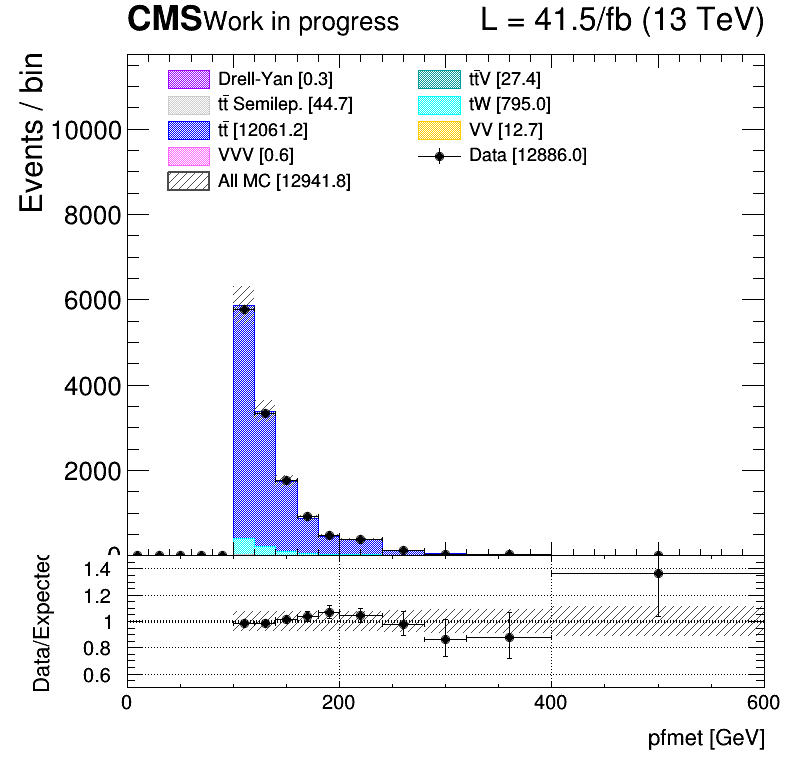 CMS Work in progress L = 41.5/fb (13 TeV)
Events / bin
Drell-Yan [0.3]
tt̄ Semilep. [44.7]
tt̄ [12061.2]
VVV [0.6]
All MC [12941.8]
tt̄V [27.4]
tW [795.0]
VV [12.7]
Data [12886.0]
10000
8000
6000
4000
2000
0
Data/Expected
1.4
1.2
1
0.8
0.6
0 200 400 600
pfmet [GeV]